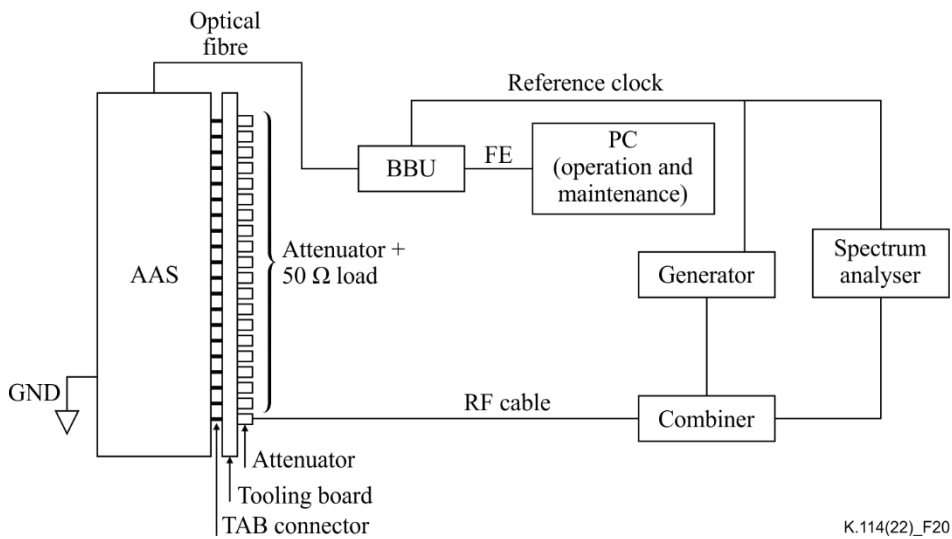 Optical
fibre
Reference clock
BBU
FE
PC
(operation and
maintenance)
AAS
Attenuator +
50 Ω load
Generator
Spectrum
analyser
GND
RF cable
Combiner
Attenuator
Tooling board
TAB connector
K.114(22)_F20